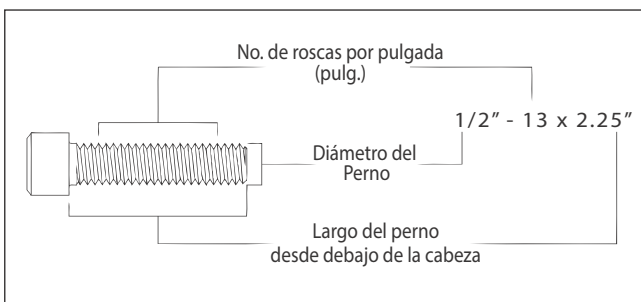 No. de roscas por pulgada
(pulg.)
1/2” - 13 x 2.25”
Diámetro del
Perno
Largo del perno
desde debajo de la cabeza